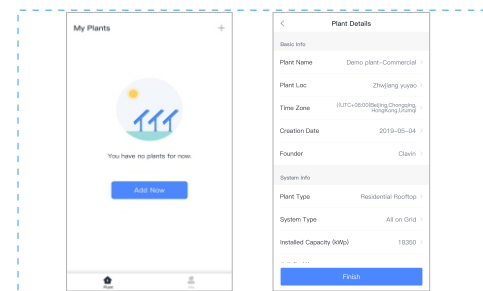 My Plants
+
You have no plants for now.
Add Now
Plant
Plant Details
Basic Info
Plant Name Demo plant-Commercial
Plant Loc Zhwjiang yuyao
Time Zone (UTC+08:00)Beijing,Chongqing,
HongKong,Urumqi
Creation Date 2019-05-04
Founder Clavin
System Info
Plant Type Residential Rooftop
System Type All on Grid
Installed Capacity (kWp) 18350
Finish